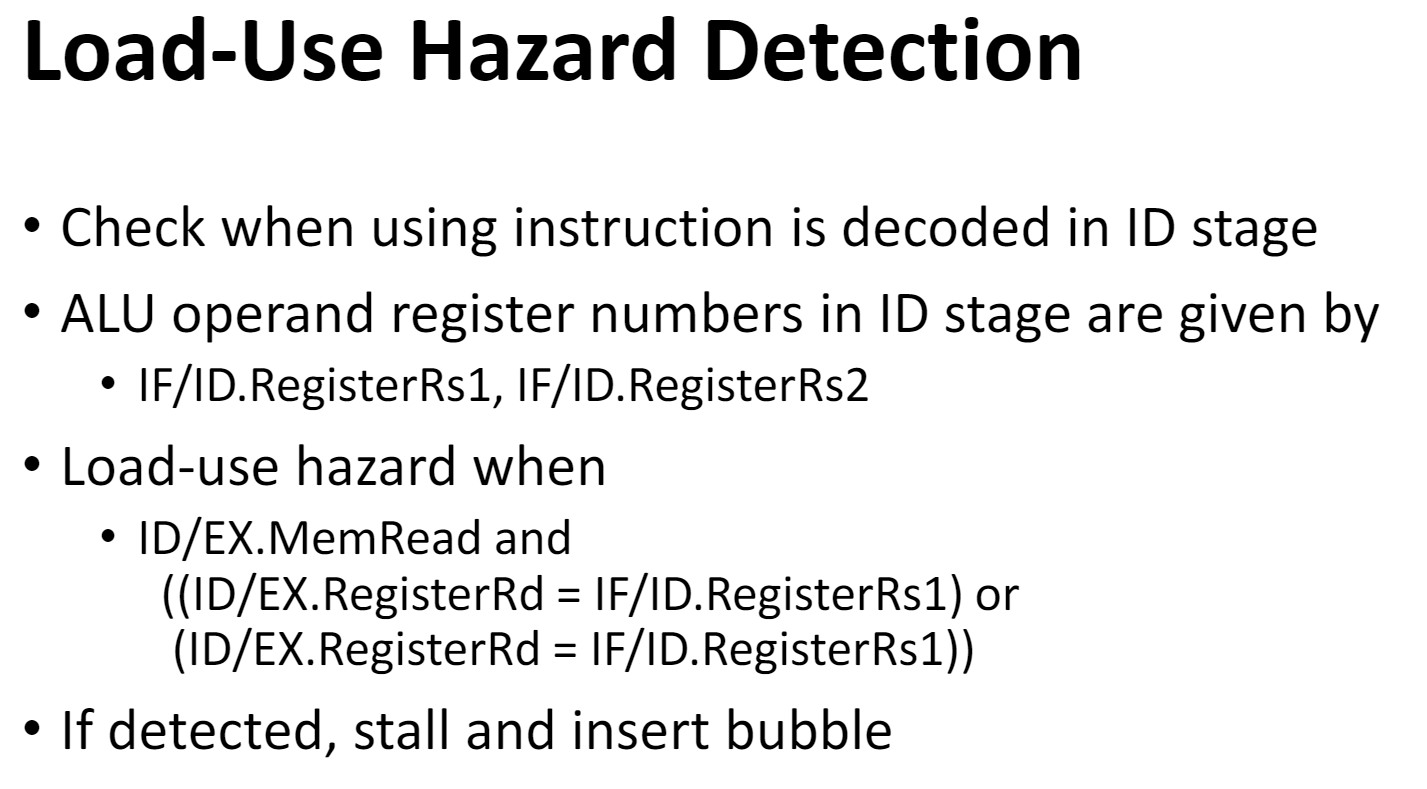 Load-Use Hazard Detection
• Check when using instruction is decoded in ID stage
• ALU operand register numbers in ID stage are given by
• IF/ID.RegisterRs1, IF/ID.RegisterRs2
• Load-use hazard when
• ID/EX.MemRead and
((ID/EX.RegisterRd = IF/ID.RegisterRs1) or
(ID/EX.RegisterRd = IF/ID.RegisterRs1))
• If detected, stall and insert bubble